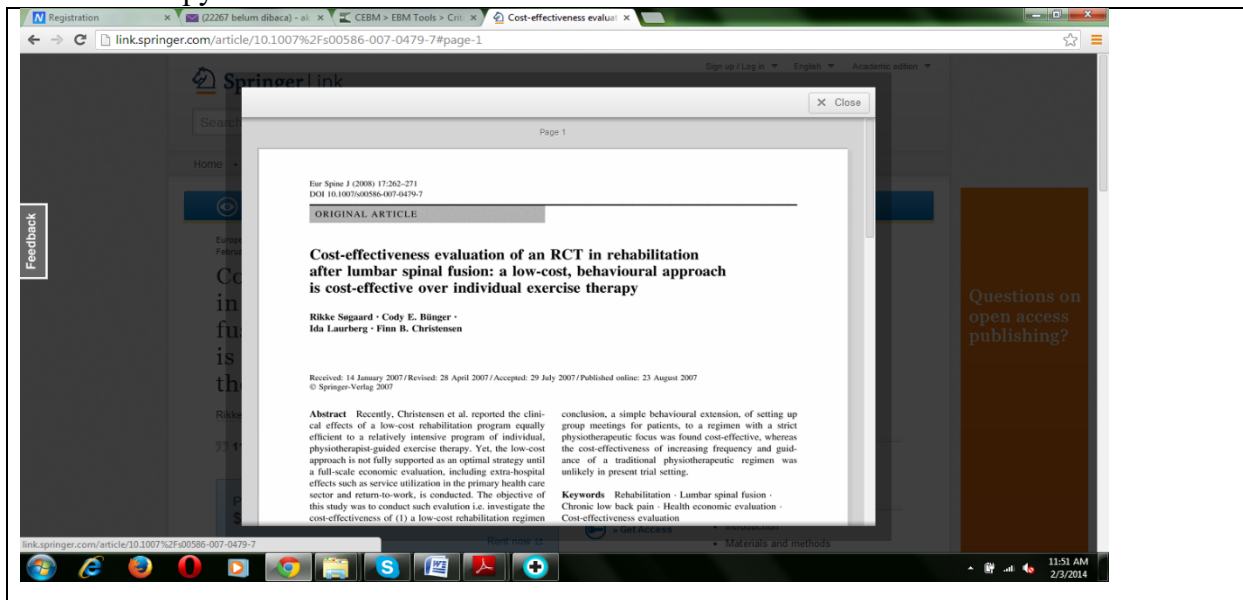 Registration
(22267 belum dibaca) - al
CEBM > EBM Tools > Criti
Cost-effectiveness evaluat
link.springer.com/article/10.1007%2Fs00586-007-0479-7#page-1
Sign up / Log in English Academic edition
Springer Link
Search
Close
Page 1
Home
Eur Spine J (2008) 17:262–271
DOI 10.1007/s00586-007-0479-7
ORIGINAL ARTICLE
Cost-effectiveness evaluation of an RCT in rehabilitation
after lumbar spinal fusion: a low-cost, behavioural approach
is cost-effective over individual exercise therapy
Rikke Søgaard · Cody E. Bünger ·
Ida Laurberg · Finn B. Christensen
Received: 14 January 2007 / Revised: 28 April 2007 / Accepted: 29 July 2007 / Published online: 23 August 2007
© Springer-Verlag 2007
Abstract Recently, Christensen et al. reported the clini-
cal effects of a low-cost rehabilitation program equally
efficient to a relatively intensive program of individual,
physiotherapist-guided exercise therapy. Yet, the low-cost
approach is not fully supported as an optimal strategy until
a full-scale economic evaluation, including extra-hospital
effects such as service utilization in the primary health care
sector and return-to-work, is conducted. The objective of
this study was to conduct such evalution i.e. investigate the
cost-effectiveness of (1) a low-cost rehabilitation regimen
conclusion, a simple behavioural extension, of setting up
group meetings for patients, to a regimen with a strict
physiotherapeutic focus was found cost-effective, whereas
the cost-effectiveness of increasing frequency and guid-
ance of a traditional physiotherapeutic regimen was
unlikely in present trial setting.
Keywords Rehabilitation · Lumbar spinal fusion ·
Chronic low back pain · Health economic evaluation ·
Cost-effectiveness evaluation
Feedback
Co
in
fu
is
th
Rikke
Questions on
open access
publishing?
» Get Access
Rent now
Introduction
Materials and methods
link.springer.com/article/10.1007%2Fs00586-007-0479-7
11:51 AM
2/3/2014